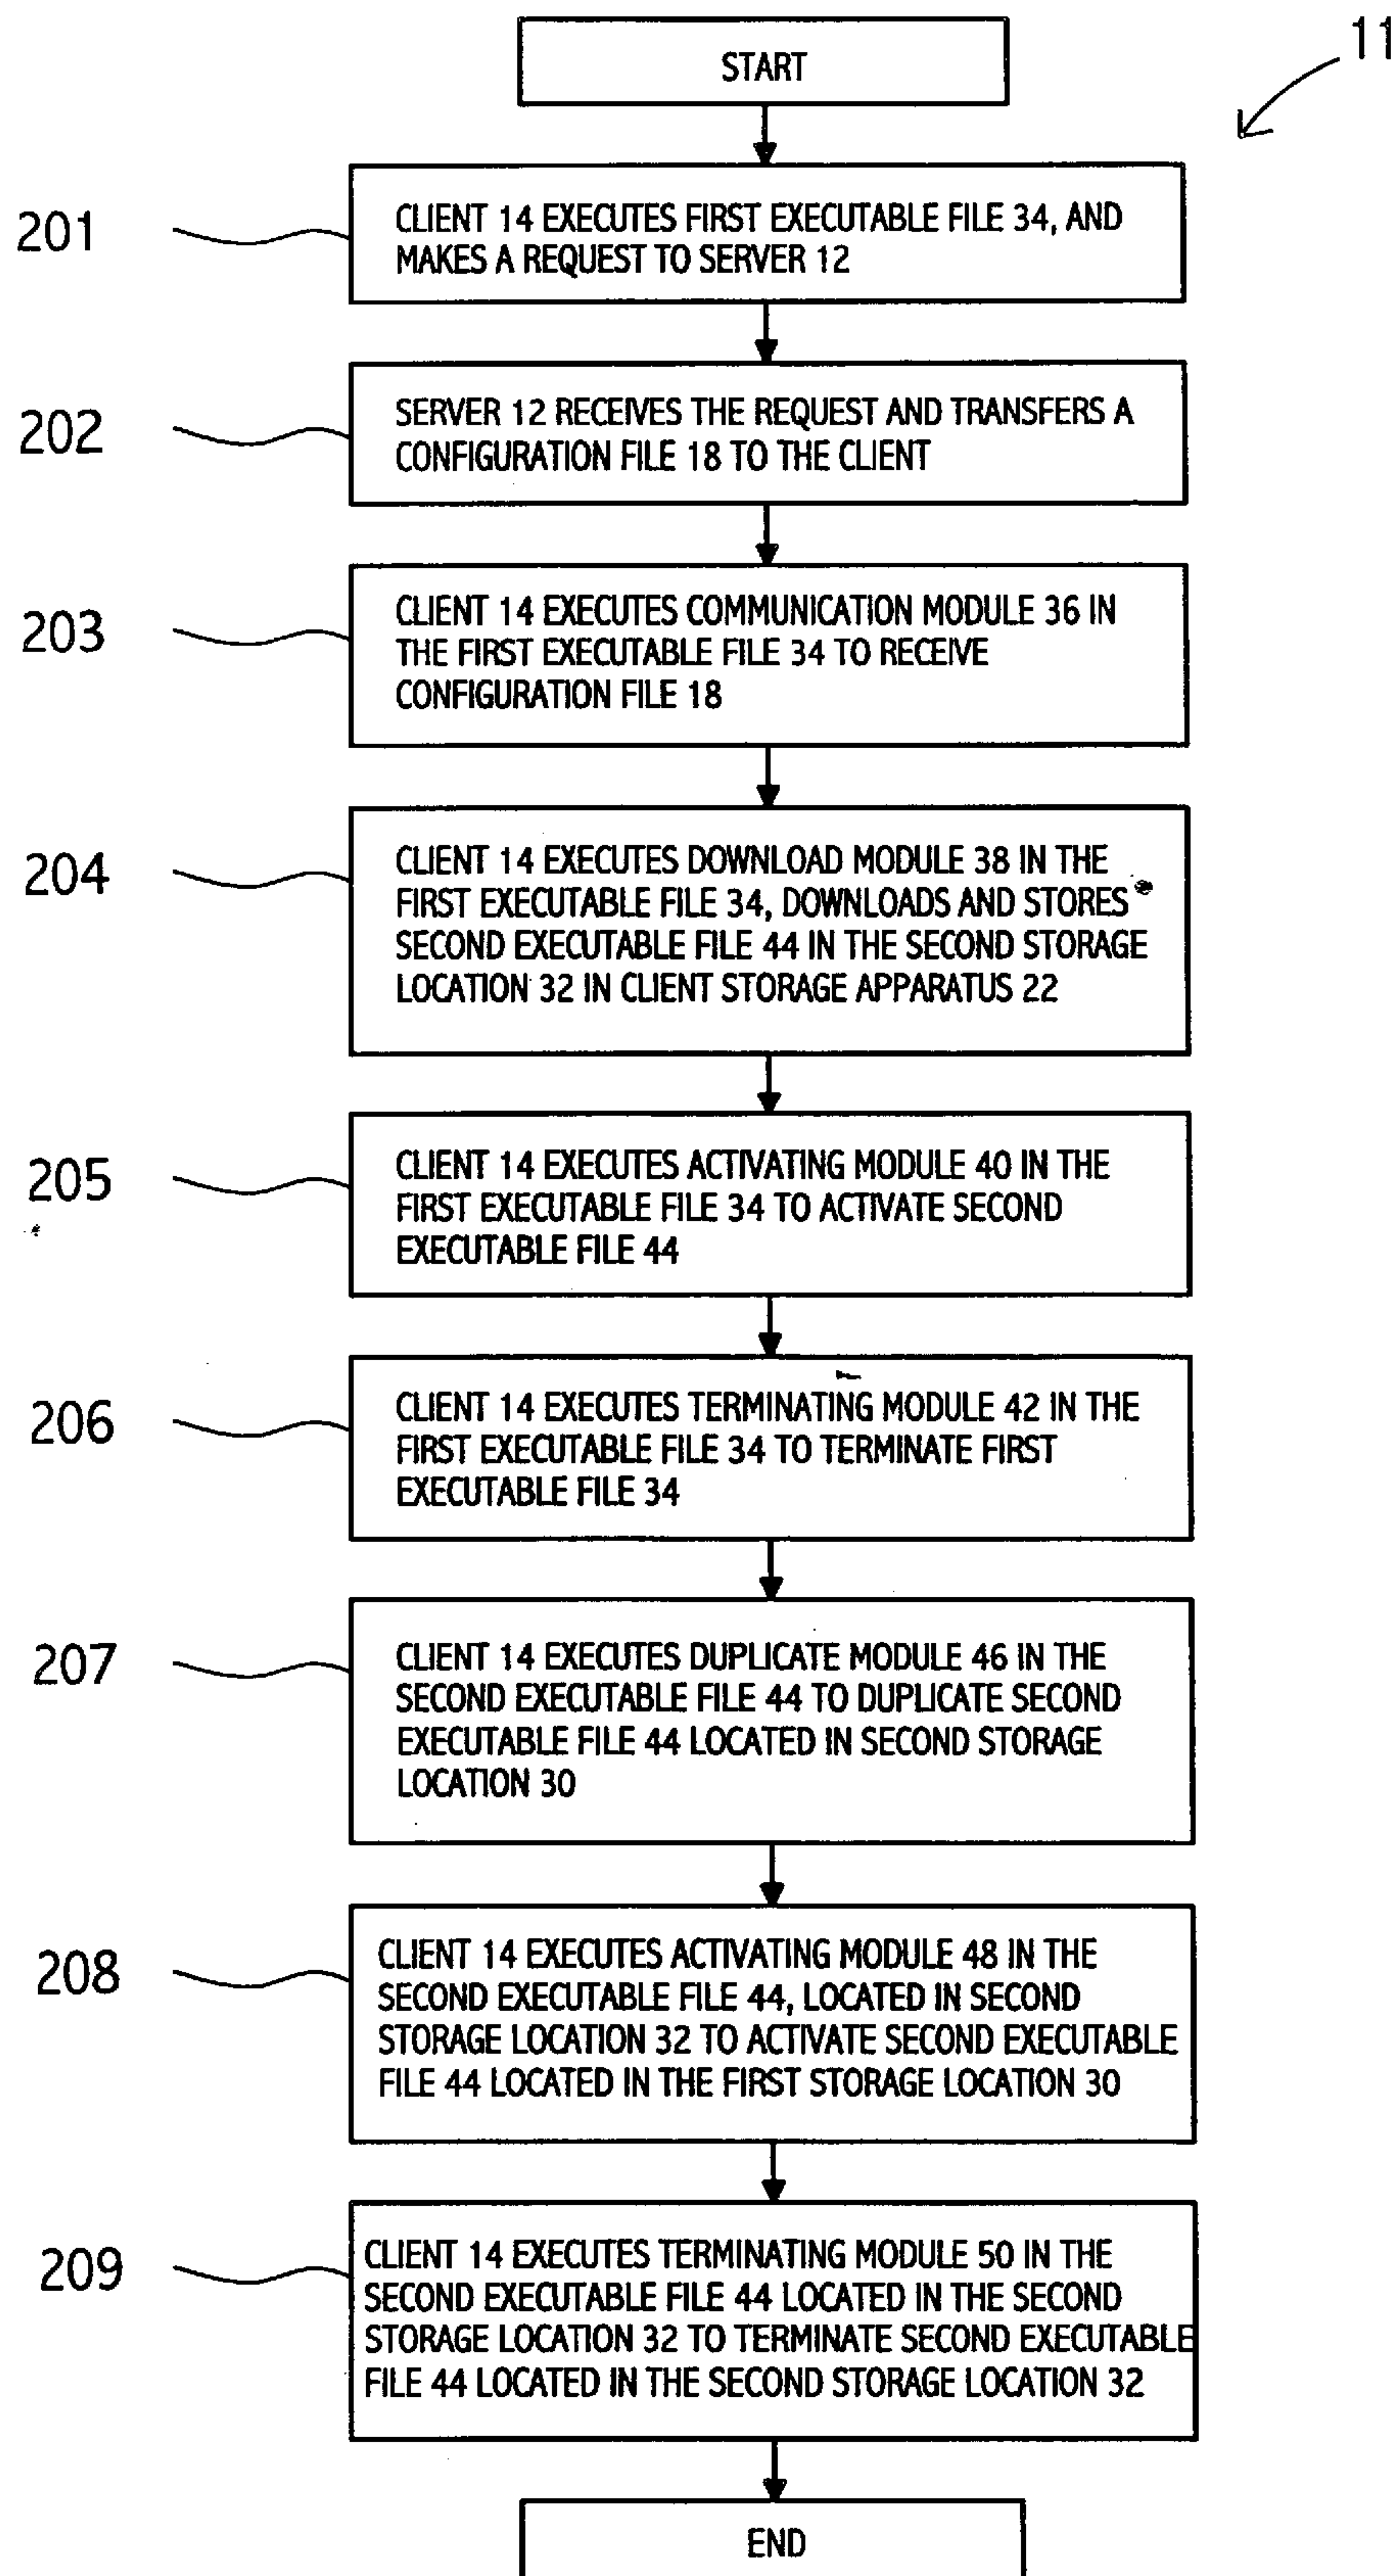 START
11
201
CLIENT 14 EXECUTES FIRST EXECUTABLE FILE 34, AND
MAKES A REQUEST TO SERVER 12
202
SERVER 12 RECEIVES THE REQUEST AND TRANSFERS A
CONFIGURATION FILE 18 TO THE CLIENT
203
CLIENT 14 EXECUTES COMMUNICATION MODULE 36 IN
THE FIRST EXECUTABLE FILE 34 TO RECEIVE
CONFIGURATION FILE 18
204
CLIENT 14 EXECUTES DOWNLOAD MODULE 38 IN THE
FIRST EXECUTABLE FILE 34, DOWNLOADS AND STORES
SECOND EXECUTABLE FILE 44 IN THE SECOND STORAGE
LOCATION 32 IN CLIENT STORAGE APPARATUS 22
205
CLIENT 14 EXECUTES ACTIVATING MODULE 40 IN THE
FIRST EXECUTABLE FILE 34 TO ACTIVATE SECOND
EXECUTABLE FILE 44
206
CLIENT 14 EXECUTES TERMINATING MODULE 42 IN THE
FIRST EXECUTABLE FILE 34 TO TERMINATE FIRST
EXECUTABLE FILE 34
207
CLIENT 14 EXECUTES DUPLICATE MODULE 46 IN THE
SECOND EXECUTABLE FILE 44 TO DUPLICATE SECOND
EXECUTABLE FILE 44 LOCATED IN SECOND STORAGE
LOCATION 30
208
CLIENT 14 EXECUTES ACTIVATING MODULE 48 IN THE
SECOND EXECUTABLE FILE 44, LOCATED IN SECOND
STORAGE LOCATION 32 TO ACTIVATE SECOND EXECUTABLE
FILE 44 LOCATED IN THE FIRST STORAGE LOCATION 30
209
CLIENT 14 EXECUTES TERMINATING MODULE 50 IN THE
SECOND EXECUTABLE FILE 44 LOCATED IN THE SECOND
STORAGE LOCATION 32 TO TERMINATE SECOND EXECUTABLE
FILE 44 LOCATED IN THE SECOND STORAGE LOCATION 32
END